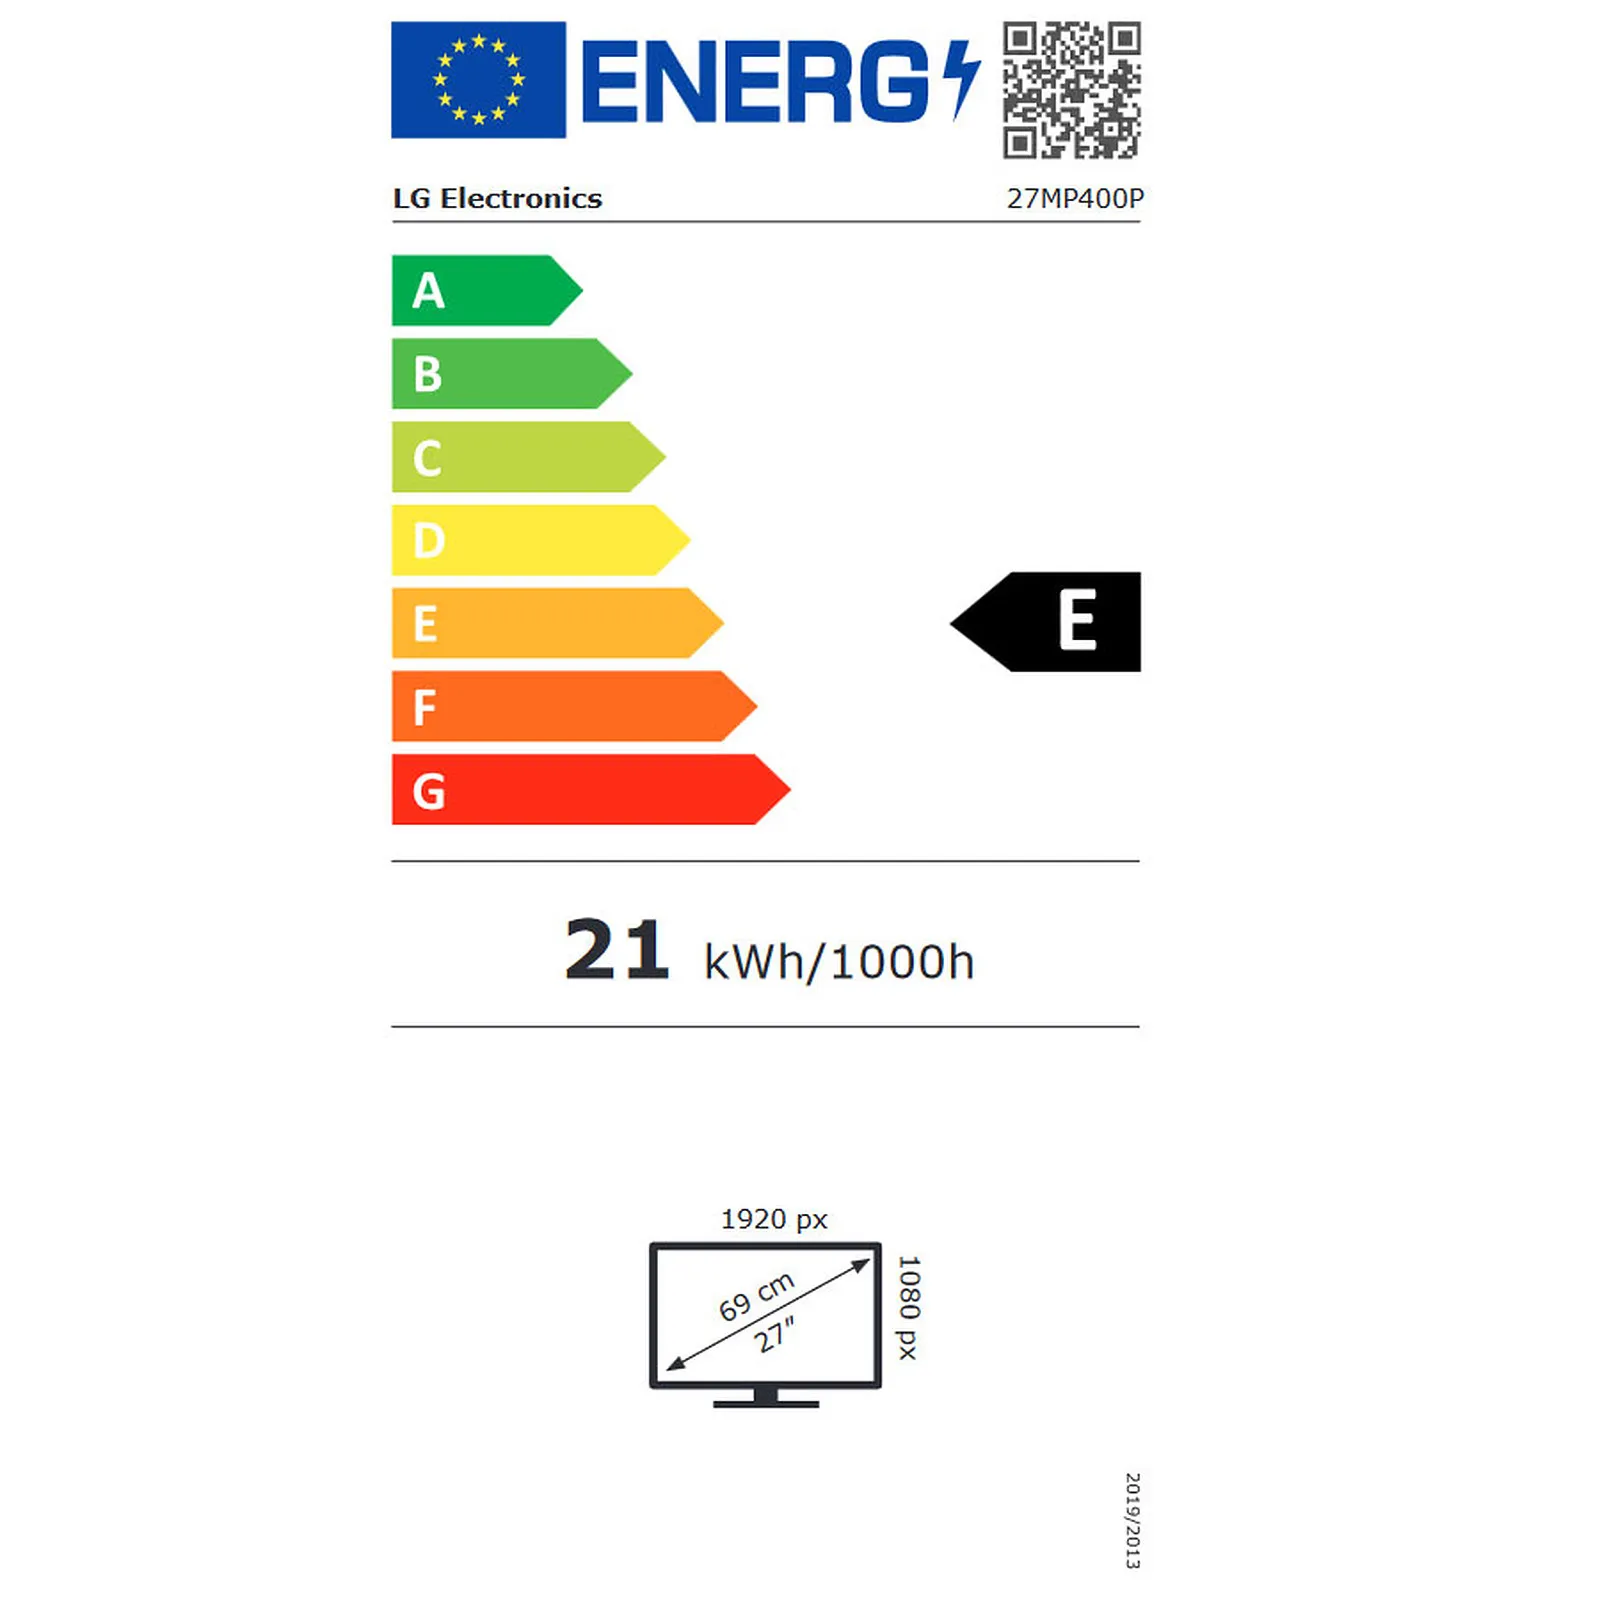 ENERG
LG Electronics 27MP400P
A
B
C
D
E
E
F
G
21 kWh/1000h
1920 px
1080 px
69 cm
27"
2019/2013